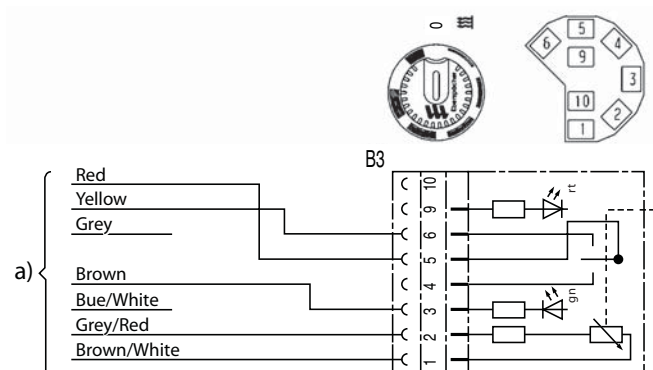 0
5
6
4
9
3
10
2
1
Eberspächer
B3
Red
Yellow
Grey
a)
Brown
Bue/White
Grey/Red
Brown/White
10
9
6
5
4
3
2
1
rt
gn